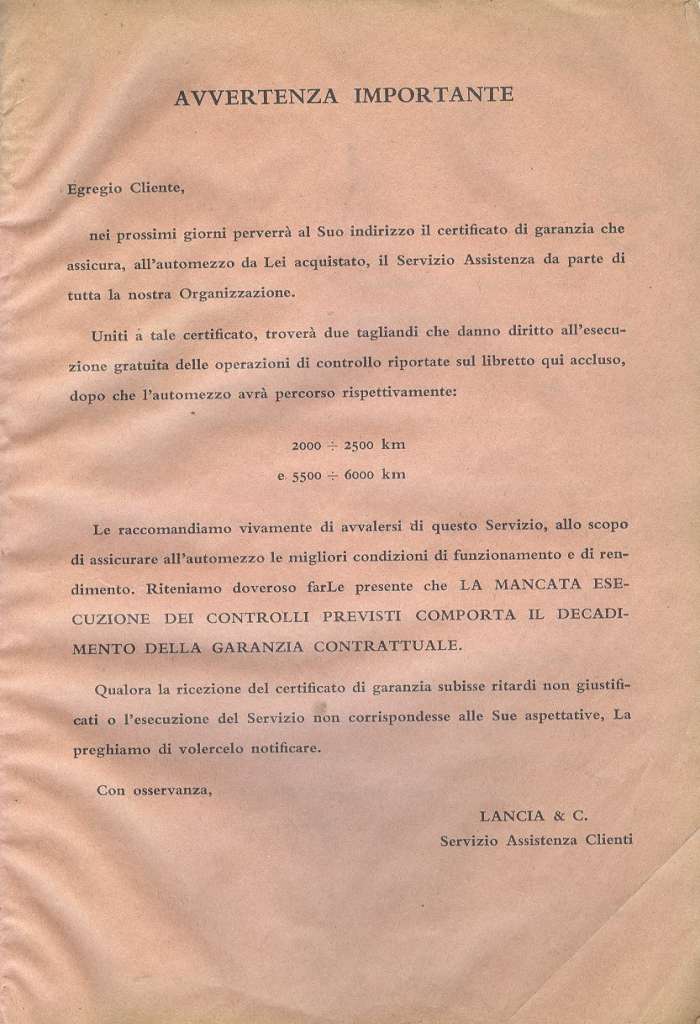 AVVERTENZA IMPORTANTE
Egregio Cliente,
nei prossimi giorni perverrà al Suo indirizzo il certificato di garanzia che
assicura, all'automezzo da Lei acquistato, il Servizio Assistenza da parte di
tutta la nostra Organizzazione.
Uniti a tale certificato, troverà due tagliandi che danno diritto all'esecu-
zione gratuita delle operazioni di controllo riportate sul libretto qui accluso,
dopo che l'automezzo avrà percorso rispettivamente:
2000 ÷ 2500 km
e 5500 ÷ 6000 km
Le raccomandiamo vivamente di avvalersi di questo Servizio, allo scopo
di assicurare all'automezzo le migliori condizioni di funzionamento e di ren-
dimento. Riteniamo doveroso farLe presente che LA MANCATA ESE-
CUZIONE DEI CONTROLLI PREVISTI COMPORTA IL DECADI-
MENTO DELLA GARANZIA CONTRATTUALE.
Qualora la ricezione del certificato di garanzia subisse ritardi non giustifi-
cati o l'esecuzione del Servizio non corrispondesse alle Sue aspettative, La
preghiamo di volercelo notificare.
Con osservanza,
LANCIA & C.
Servizio Assistenza Clienti